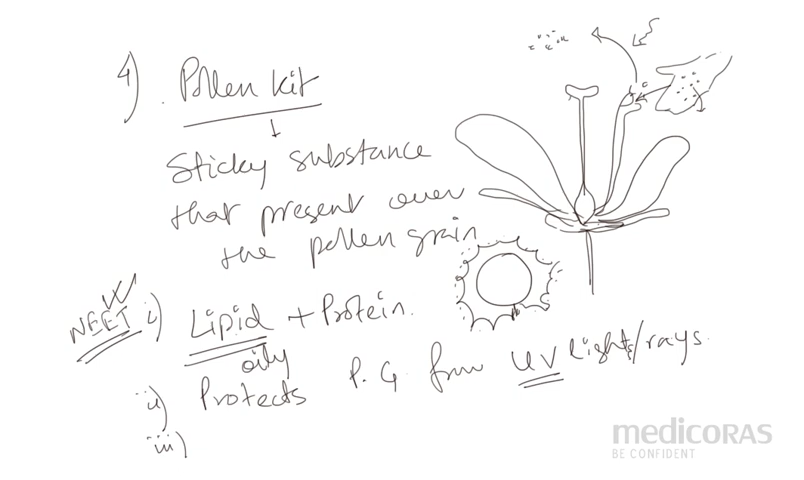 4) Pollen kit
Sticky substance
that present over
the pollen grain
NEET i) Lipid + Protein.
oily
ii) Protects P.G from UV lights/rays.
iii)
medicoRAS
BE CONFIDENT